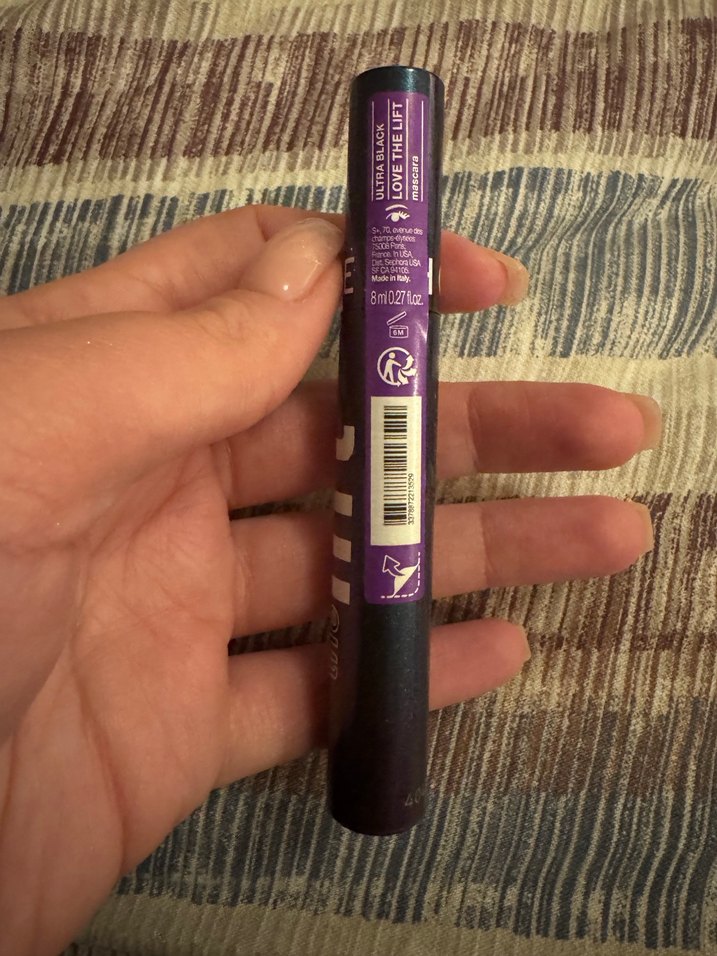 ULTRA BLACK
LOVE THE LIFT
mascara
S+, 70, avenue des
champs-élysées
75008 Paris,
France. In USA,
Dist. Sephora USA
SF CA 94105.
Made in Italy.
8 ml 0.27 fl.oz.
6M